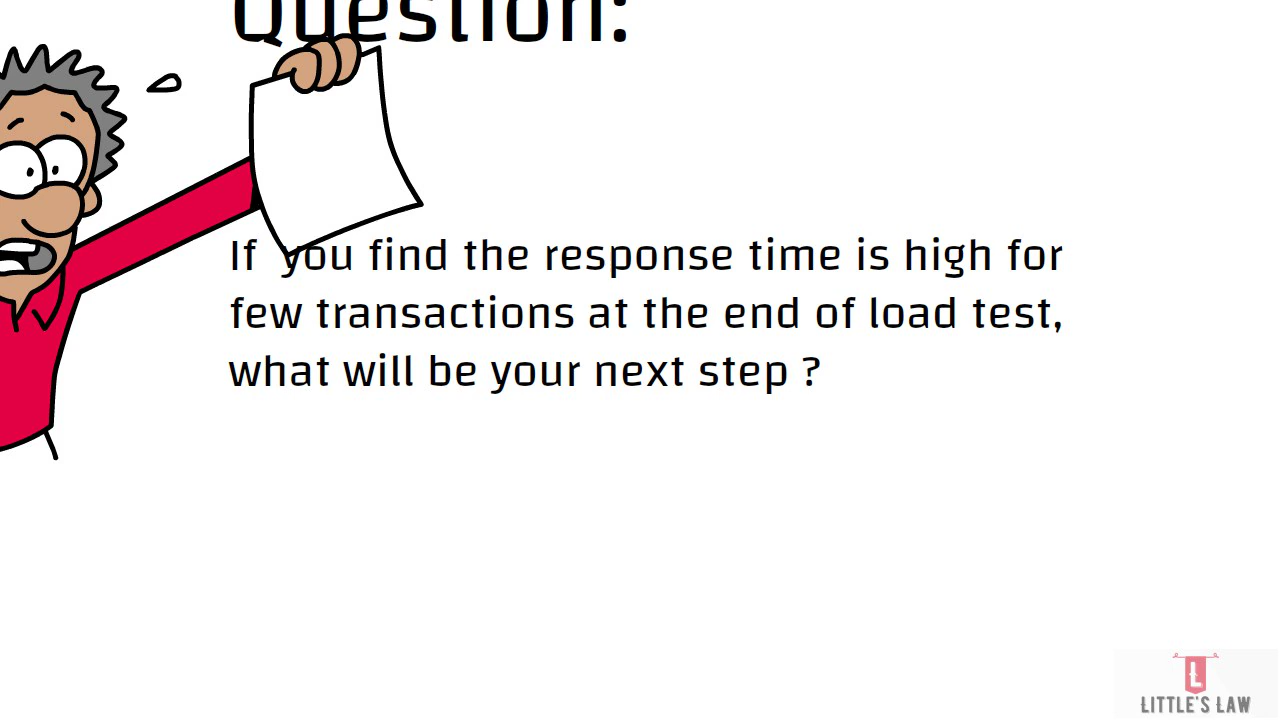 Question:
If you find the response time is high for
few transactions at the end of load test,
what will be your next step ?
L
LITTLE'S LAW